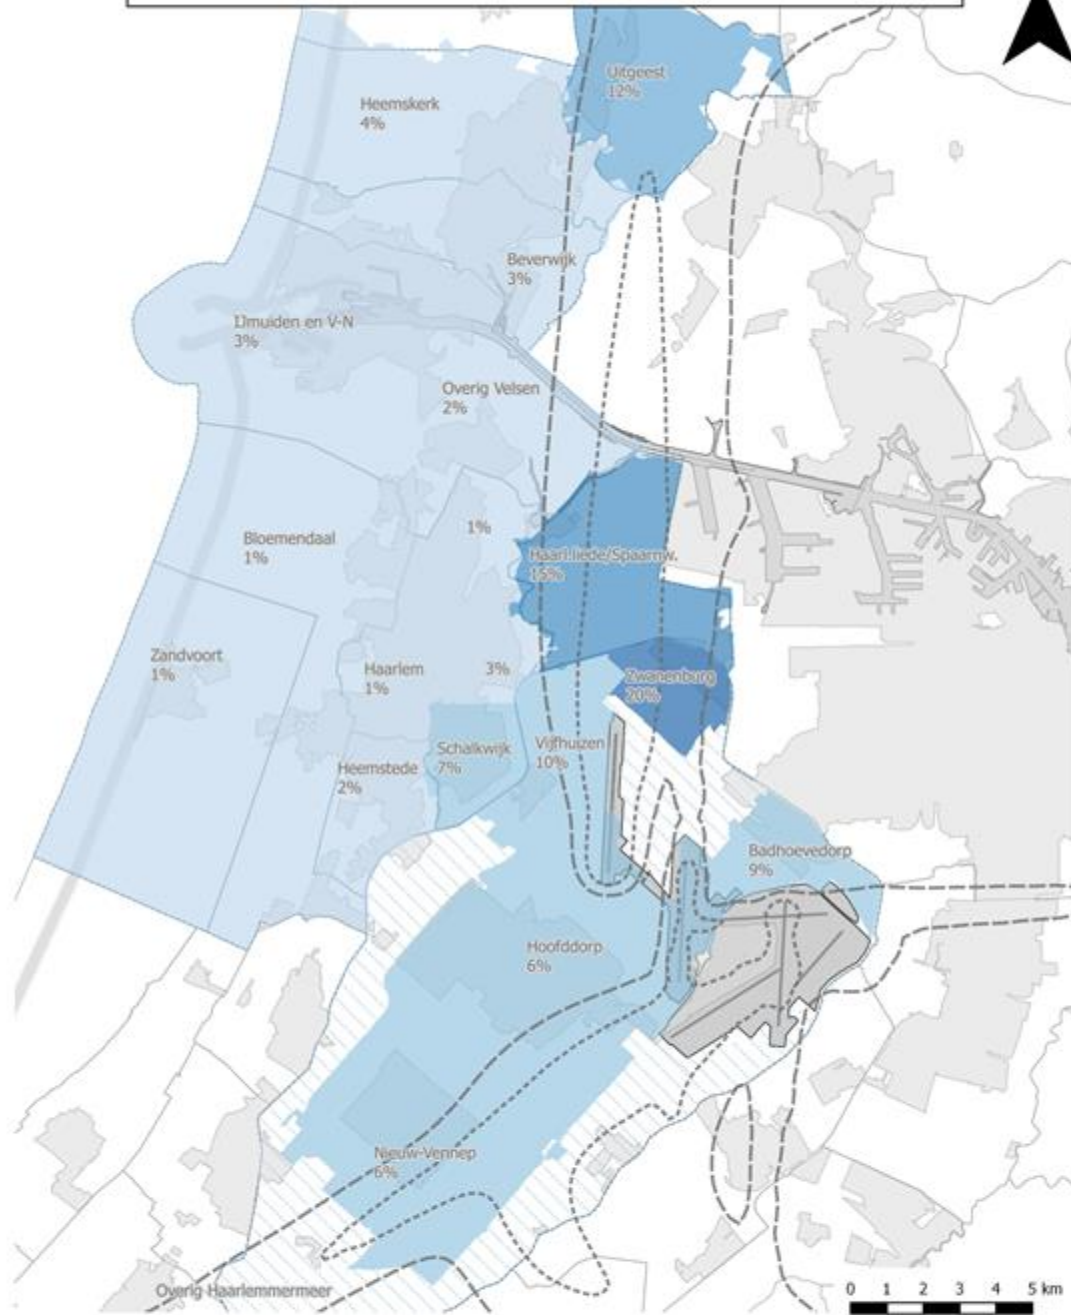 Uitgeest
12%
Heemskerk
4%
Beverwijk
3%
IJmuiden en V-N
3%
Overig Velsen
2%
1%
Bloemendaal
1%
Haarl.liede/Spaarnw.
15%
Zandvoort
1%
Haarlem
1%
3%
Zwanenburg
20%
Schalkwijk
7%
Vijfhuizen
10%
Heemstede
2%
Badhoevedorp
9%
Hoofddorp
6%
Nieuw-Vennep
6%
Overig Haarlemmermeer
0 1 2 3 4 5 km